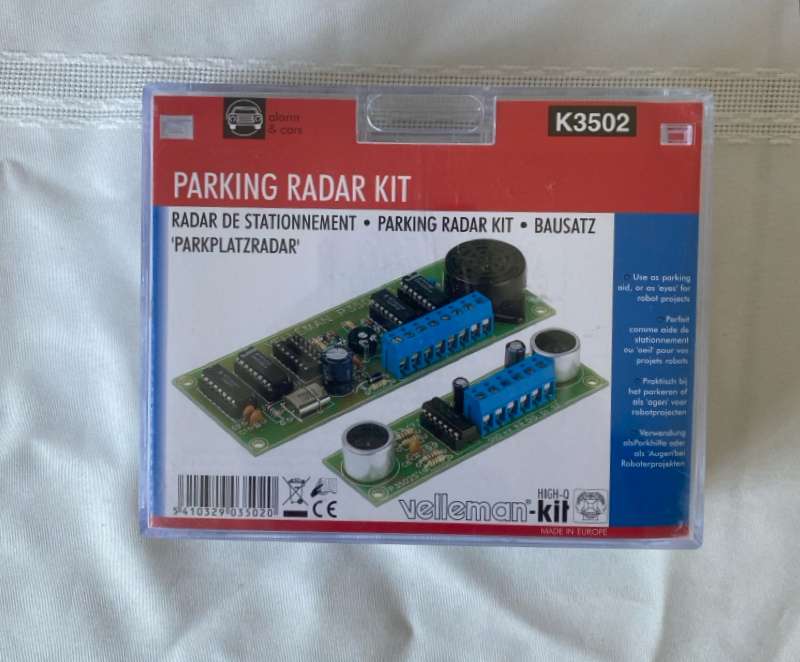 alarm
& cars
K3502
PARKING RADAR KIT
RADAR DE STATIONNEMENT • PARKING RADAR KIT • BAUSATZ
'PARKPLATZRADAR'
Use as parking
aid, or as 'eyes' for
robot projects
Parfait
comme aide de
stationnement
ou 'oeil' pour vos
projets robots
Praktisch bij
het parkeren of
als 'ogen' voor
robotprojecten
Verwendung
alsParkhilfe oder
als 'Augen'bei
Roboterprojekten
5 410329 035020
CE
velleman®-kit
HIGH-Q
MADE IN EUROPE